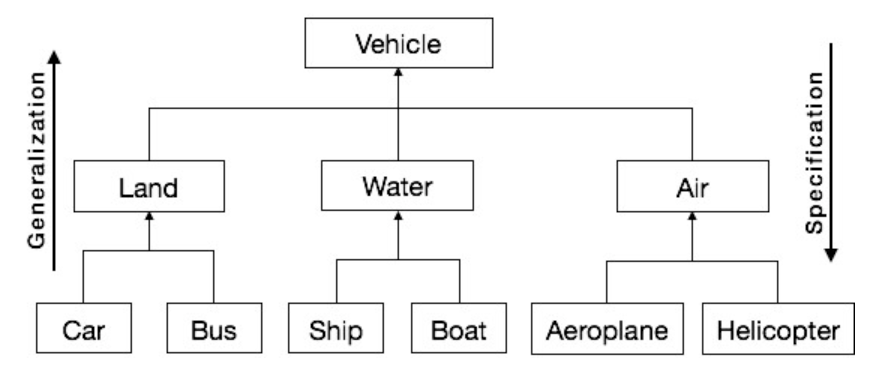 Vehicle
Generalization
Specification
Land
Water
Air
Car
Bus
Ship
Boat
Aeroplane
Helicopter